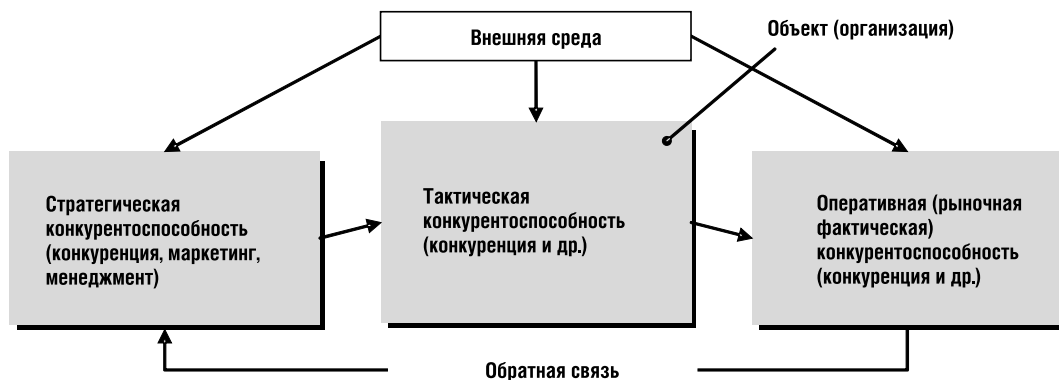 Внешняя среда
Объект (организация)
Стратегическая
конкурентоспособность
(конкуренция, маркетинг,
менеджмент)
Тактическая
конкурентоспособность
(конкуренция и др.)
Оперативная (рыночная
фактическая)
конкурентоспособность
(конкуренция и др.)
Обратная связь